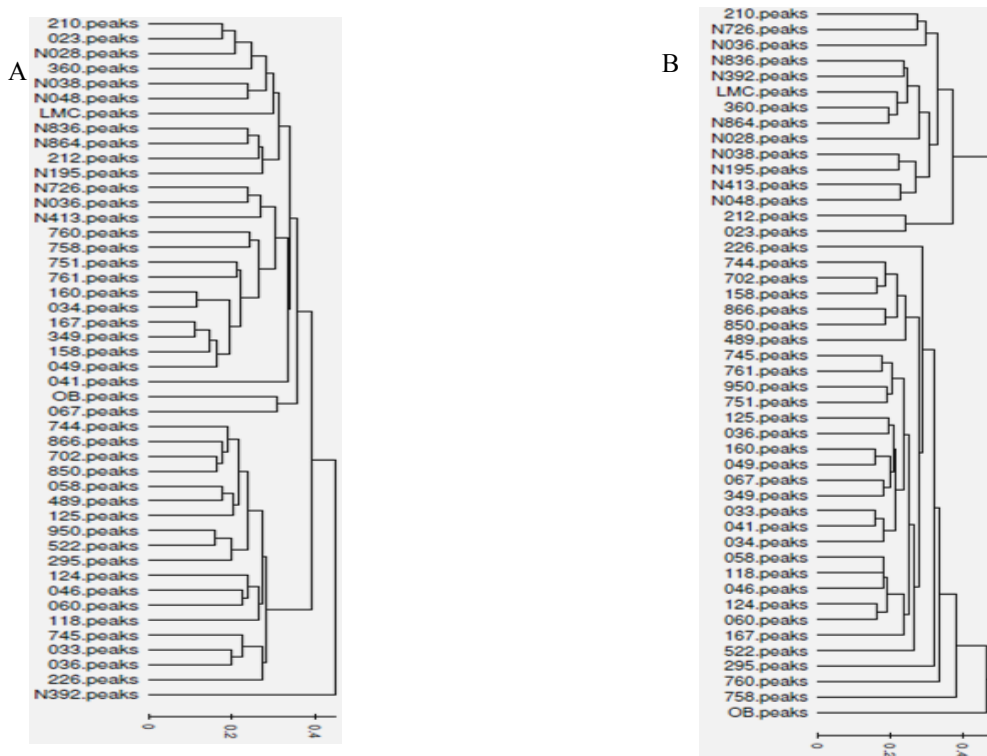 A
210.peaks
023.peaks
N028.peaks
360.peaks
N038.peaks
N048.peaks
LMC.peaks
N836.peaks
N864.peaks
212.peaks
N195.peaks
N726.peaks
N036.peaks
N413.peaks
760.peaks
758.peaks
751.peaks
761.peaks
160.peaks
034.peaks
167.peaks
349.peaks
158.peaks
049.peaks
041.peaks
OB.peaks
067.peaks
744.peaks
866.peaks
702.peaks
850.peaks
058.peaks
489.peaks
125.peaks
950.peaks
522.peaks
295.peaks
124.peaks
046.peaks
060.peaks
118.peaks
745.peaks
033.peaks
036.peaks
226.peaks
N392.peaks
0 0.2 0.4
B
210.peaks
N726.peaks
N036.peaks
N836.peaks
N392.peaks
LMC.peaks
360.peaks
N864.peaks
N028.peaks
N038.peaks
N195.peaks
N413.peaks
N048.peaks
212.peaks
023.peaks
226.peaks
744.peaks
702.peaks
158.peaks
866.peaks
850.peaks
489.peaks
745.peaks
761.peaks
950.peaks
751.peaks
125.peaks
036.peaks
160.peaks
049.peaks
067.peaks
349.peaks
033.peaks
041.peaks
034.peaks
058.peaks
118.peaks
046.peaks
124.peaks
060.peaks
167.peaks
522.peaks
295.peaks
760.peaks
758.peaks
OB.peaks
0 0.2 0.4